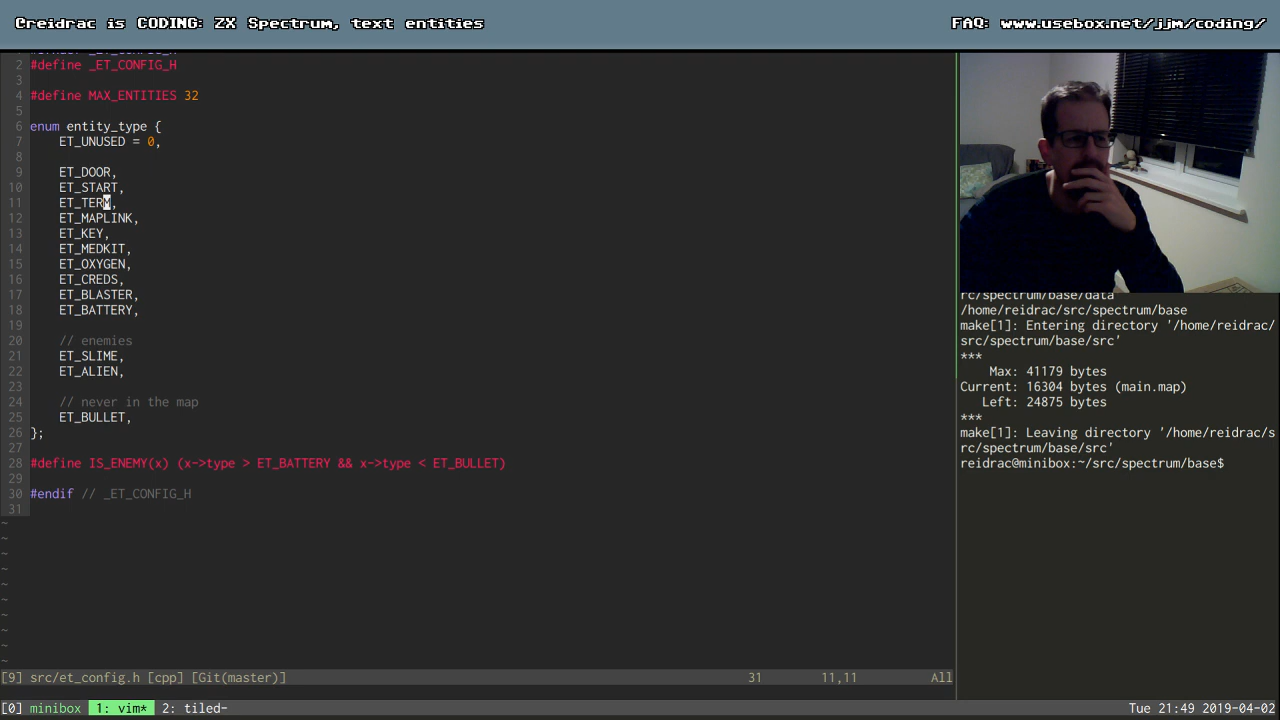 @reidrac is CODING: ZX Spectrum, text entities
FAQ: www.usebox.net/jjm/coding/
2 #define _ET_CONFIG_H
3
4 #define MAX_ENTITIES 32
5
6 enum entity_type {
7 ET_UNUSED = 0,
8
9 ET_DOOR,
10 ET_START,
11 ET_TERM,
12 ET_MAPLINK,
13 ET_KEY,
14 ET_MEDKIT,
15 ET_OXYGEN,
16 ET_CREDS,
17 ET_BLASTER,
18 ET_BATTERY,
19
20 // enemies
21 ET_SLIME,
22 ET_ALIEN,
23
24 // never in the map
25 ET_BULLET,
26 };
27
28 #define IS_ENEMY(x) (x->type > ET_BATTERY && x->type < ET_BULLET)
29
30 #endif // _ET_CONFIG_H
31
~
~
~
~
~
~
~
~
~
~
[9] src/et_config.h [cpp] [Git(master)] 31 11,11 All
rc/spectrum/base/data
/home/reidrac/src/spectrum/base
make[1]: Entering directory '/home/reidrac/
src/spectrum/base/src'
***
Max: 41179 bytes
Current: 16304 bytes (main.map)
Left: 24875 bytes
***
make[1]: Leaving directory '/home/reidrac/s
rc/spectrum/base/src'
reidrac@minibox:~/src/spectrum/base$
[0] minibox 1: vim* 2: tiled- Tue 21:49 2019-04-02